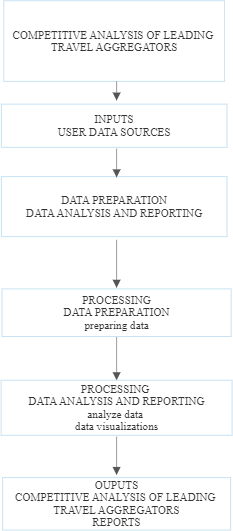 COMPETITIVE ANALYSIS OF LEADING
TRAVEL AGGREGATORS
INPUTS
USER DATA SOURCES
DATA PREPARATION
DATA ANALYSIS AND REPORTING
PROCESSING
DATA PREPARATION
preparing data
PROCESSING
DATA ANALYSIS AND REPORTING
analyze data
data visualizations
OUPUTS
COMPETITIVE ANALYSIS OF LEADING
TRAVEL AGGREGATORS
REPORTS